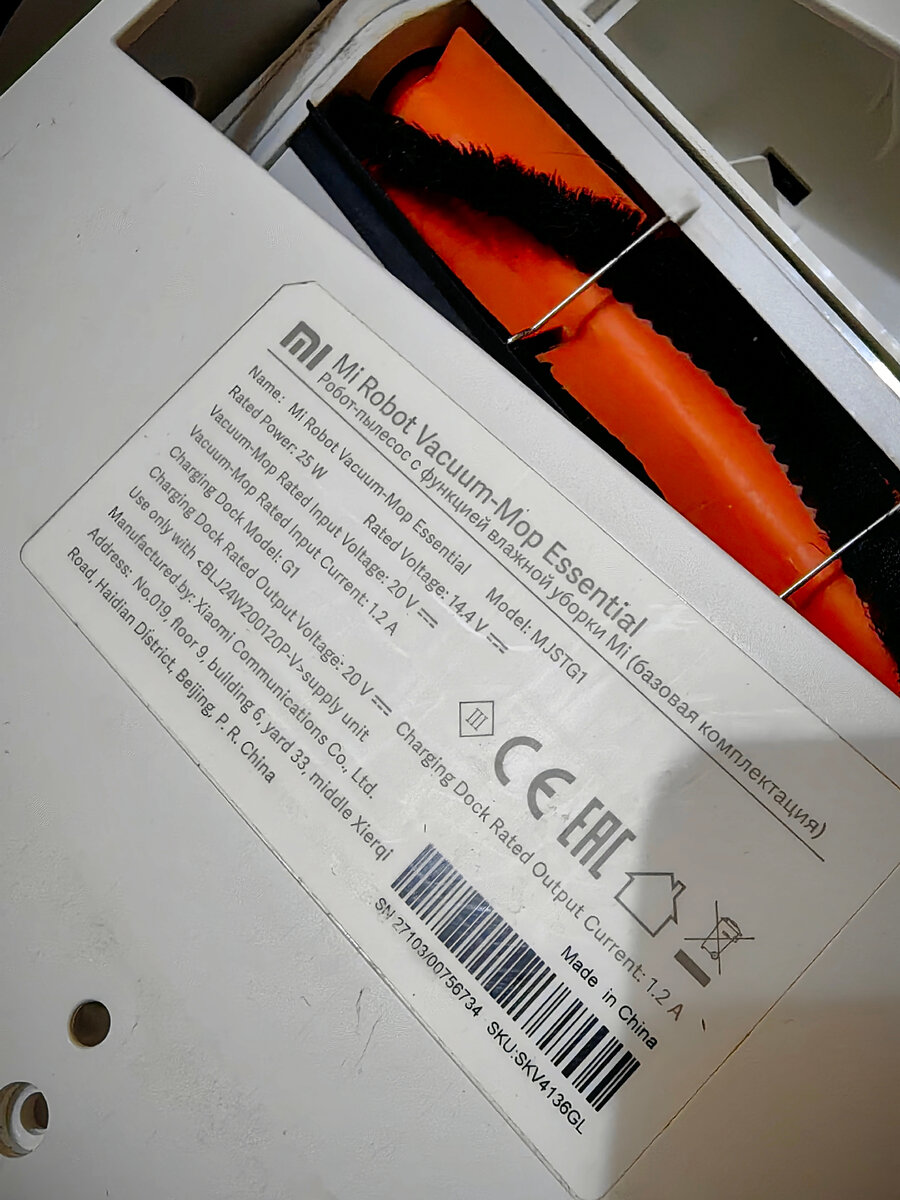 mi Mi Robot Vacuum-Mop Essential
Робот-пылесос с функцией влажной уборки Mi (базовая комплектация)
Name: Mi Robot Vacuum-Mop Essential Model: MJSTG1
Rated Power: 25 W Rated Voltage: 14.4 V
Vacuum-Mop Rated Input Voltage: 20 V
Vacuum-Mop Rated Input Current: 1.2 A
Charging Dock Model: G1
Charging Dock Rated Output Voltage: 20 V Charging Dock Rated Output Current: 1.2 A
Use only with <BLJ24W200120P-V>supply unit
Manufactured by: Xiaomi Communications Co., Ltd.
Address: No.019, floor 9, building 6, yard 33, middle Xierqi
Road, Haidian District, Beijing, P. R. China
III
CE EAC
Made in China
SN:27103/00756734 SKU:SKV4136GL